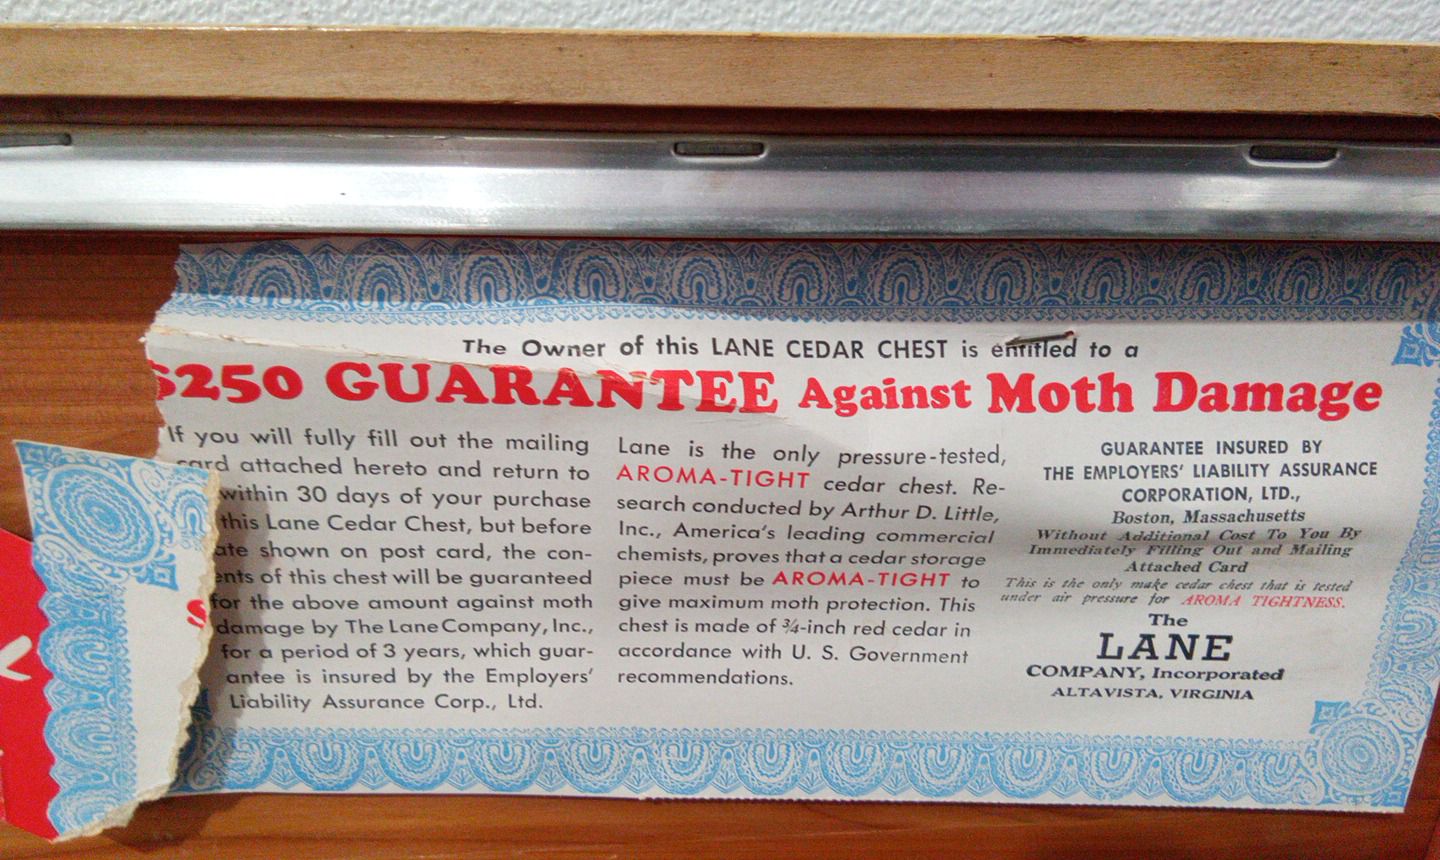 The Owner of this LANE CEDAR CHEST is entitled to a
$250 GUARANTEE Against Moth Damage
If you will fully fill out the mailing
card attached hereto and return to
within 30 days of your purchase
this Lane Cedar Chest, but before
ate shown on post card, the con-
ents of this chest will be guaranteed
for the above amount against moth
damage by The Lane Company, Inc.,
for a period of 3 years, which guar-
antee is insured by the Employers'
Liability Assurance Corp., Ltd.
Lane is the only pressure-tested,
AROMA-TIGHT cedar chest. Re-
search conducted by Arthur D. Little,
Inc., America's leading commercial
chemists, proves that a cedar storage
piece must be AROMA-TIGHT to
give maximum moth protection. This
chest is made of ¾-inch red cedar in
accordance with U. S. Government
recommendations.
GUARANTEE INSURED BY
THE EMPLOYERS' LIABILITY ASSURANCE
CORPORATION, LTD.,
Boston, Massachusetts
Without Additional Cost To You By
Immediately Filling Out and Mailing
Attached Card
This is the only make cedar chest that is tested
under air pressure for AROMA TIGHTNESS.
The
LANE
COMPANY, Incorporated
ALTAVISTA, VIRGINIA